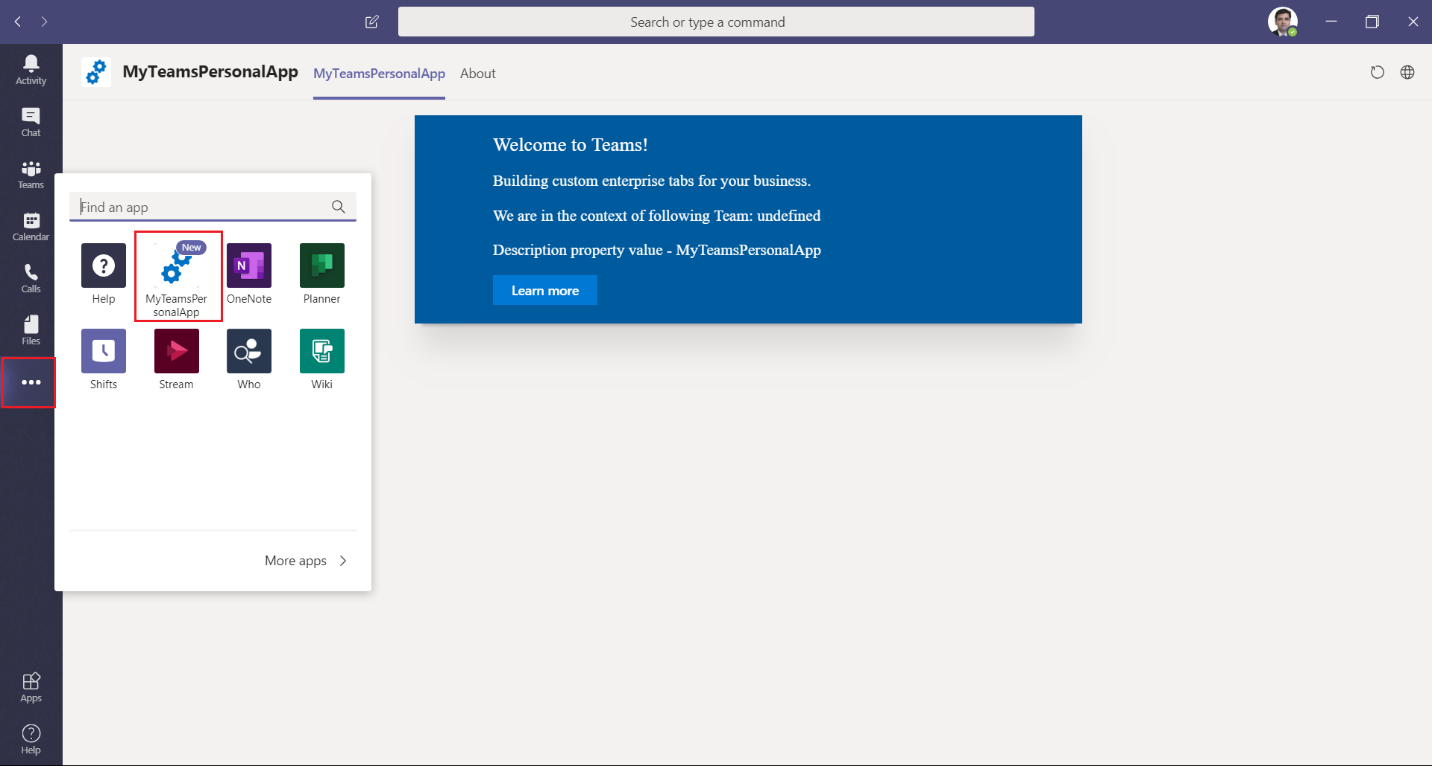 Search or type a command
Activity
Chat
Teams
Calendar
Calls
Files
Apps
Help
MyTeamsPersonalApp
MyTeamsPersonalApp
About
Find an app
Help
New
MyTeamsPer
sonalApp
OneNote
N
Planner
Shifts
Stream
Who
Wiki
More apps
Welcome to Teams!
Building custom enterprise tabs for your business.
We are in the context of following Team: undefined
Description property value - MyTeamsPersonalApp
Learn more